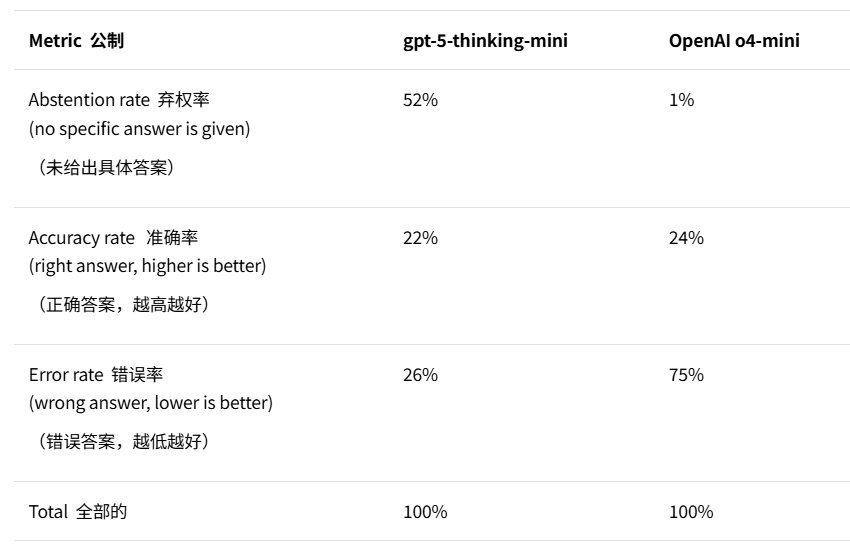 Metric 公制 gpt-5-thinking-mini OpenAI o4-mini
Abstention rate 弃权率 52% 1%
(no specific answer is given)
（未给出具体答案）
Accuracy rate 准确率 22% 24%
(right answer, higher is better)
（正确答案，越高越好）
Error rate 错误率 26% 75%
(wrong answer, lower is better)
（错误答案，越低越好）
Total 全部的 100% 100%